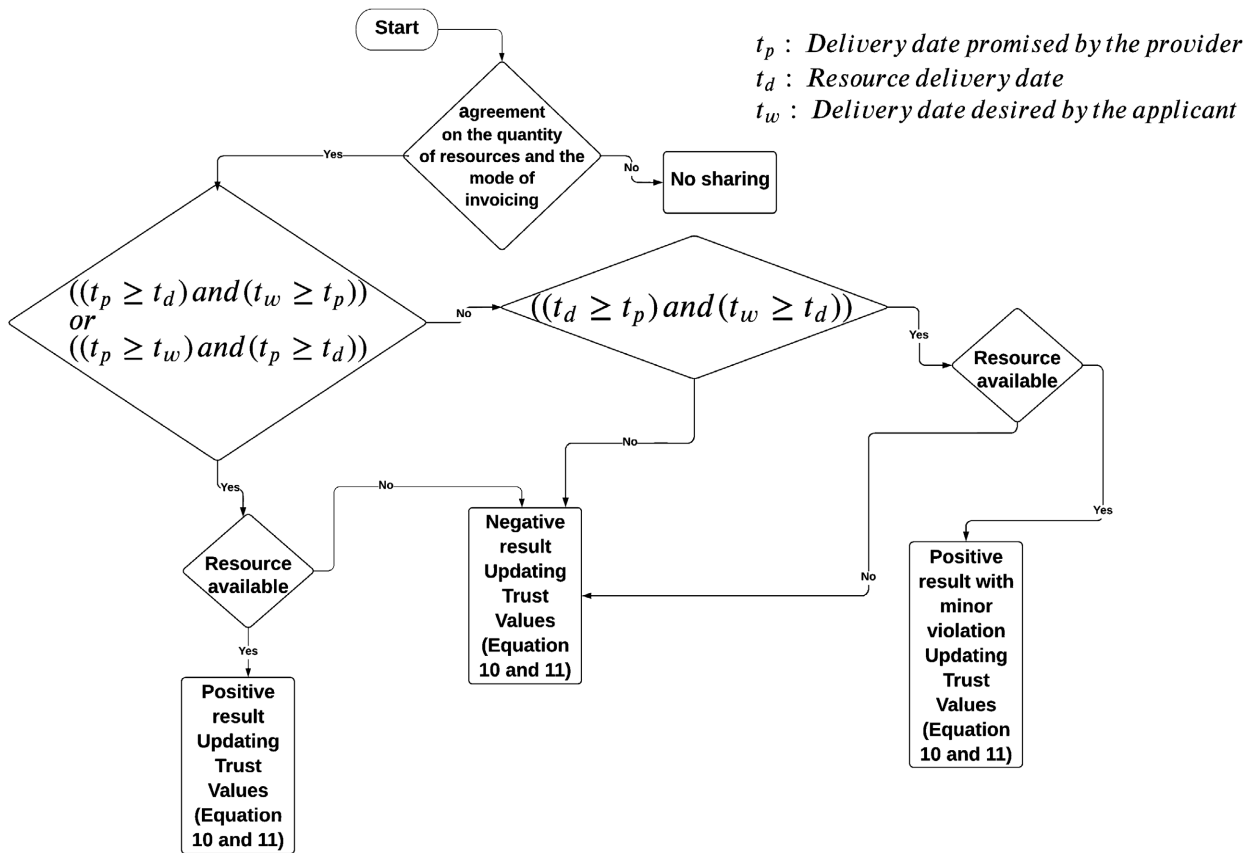 Start
t_p : Delivery date promised by the provider
t_d : Resource delivery date
t_w : Delivery date desired by the applicant
agreement
on the quantity
of resources and the
mode of
invoicing
Yes
No
No sharing
((t_p ≥ t_d) and (t_w ≥ t_p))
or
((t_p ≥ t_w) and (t_p ≥ t_d))
No
((t_d ≥ t_p) and (t_w ≥ t_d))
Yes
Resource
available
No
Yes
No
Resource
available
Negative
result
Updating
Trust
Values
(Equation
10 and 11)
Yes
No
Positive
result with
minor
violation
Updating
Trust
Values
(Equation
10 and 11)
Yes
Positive
result
Updating
Trust
Values
(Equation
10 and 11)